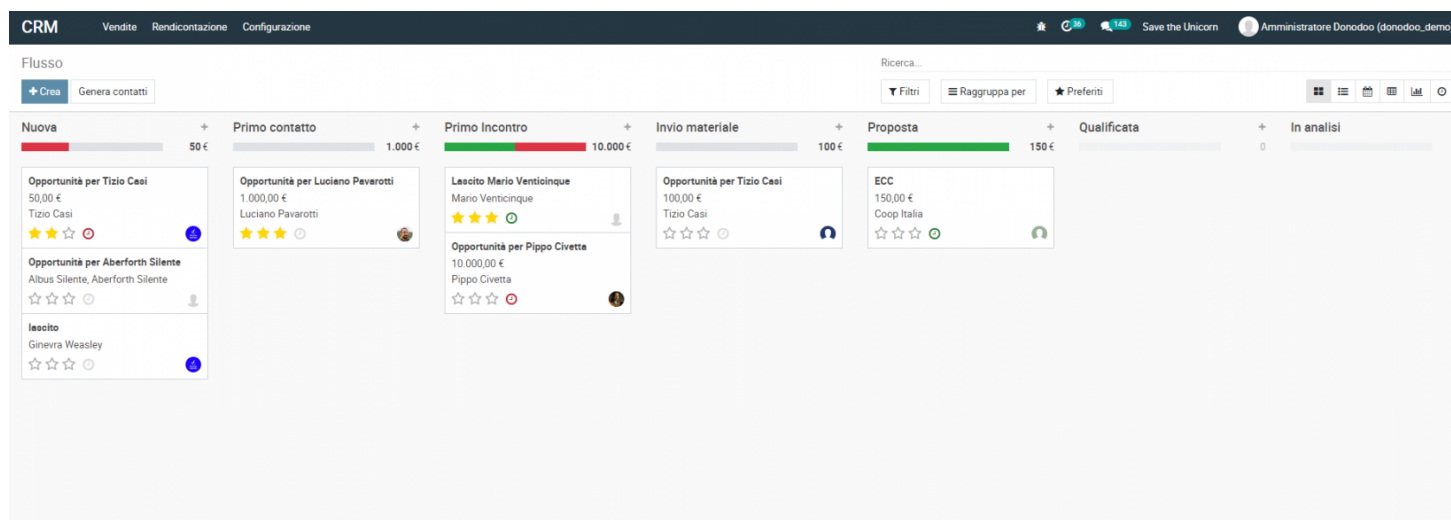 CRM Vendite Rendicontazione Configurazione 36 143 Save the Unicorn Amministratore Donodoo (donodoo_demo
Flusso Ricerca...
+ Crea Genera contatti Filtri Raggruppa per Preferiti
Nuova +
50 €
Opportunità per Tizio Casi
50,00 €
Tizio Casi
Opportunità per Aberforth Silente
Albus Silente, Aberforth Silente
lascito
Ginevra Weasley
Primo contatto +
1.000 €
Opportunità per Luciano Pavarotti
1.000,00 €
Luciano Pavarotti
Primo Incontro +
10.000 €
Lascito Mario Venticinque
Mario Venticinque
Opportunità per Pippo Civetta
10.000,00 €
Pippo Civetta
Invio materiale +
100 €
Opportunità per Tizio Casi
100,00 €
Tizio Casi
Proposta +
150 €
ECC
150,00 €
Coop Italia
Qualificata +
0
In analisi